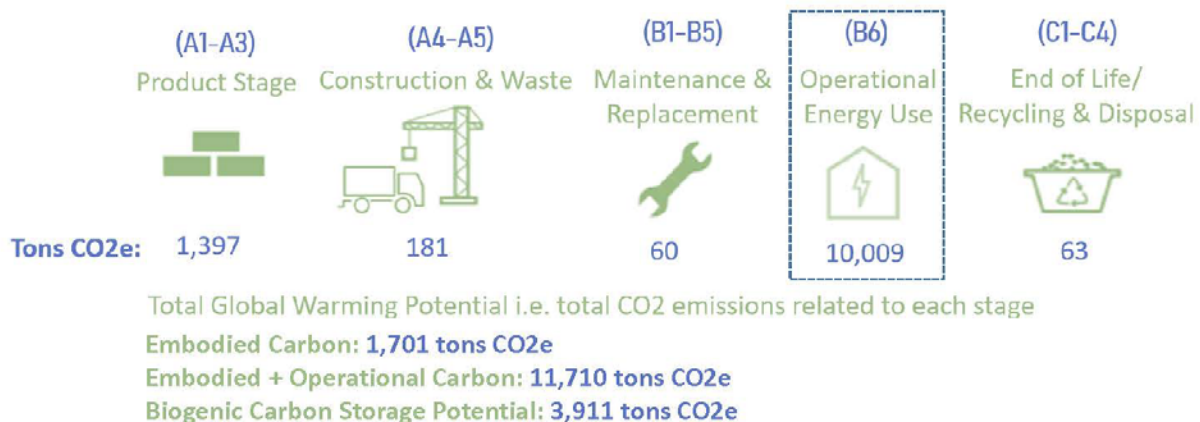 (A1-A3) (A4-A5) (B1-B5) (B6) (C1-C4)
Product Stage Construction & Waste Maintenance & Operational End of Life/
Replacement Energy Use Recycling & Disposal
Tons CO2e: 1,397 181 60 10,009 63
Total Global Warming Potential i.e. total CO2 emissions related to each stage
Embodied Carbon: 1,701 tons CO2e
Embodied + Operational Carbon: 11,710 tons CO2e
Biogenic Carbon Storage Potential: 3,911 tons CO2e